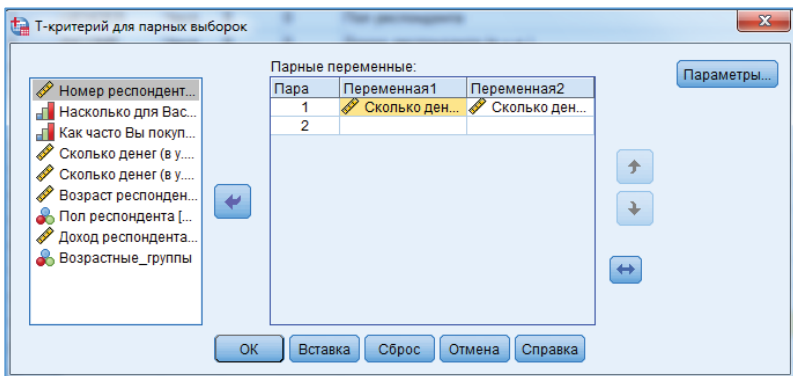 Т-критерий для парных выборок
Парные переменные:
Параметры...
Номер респондент...
Насколько для Вас...
Как часто Вы покуп...
Сколько денег (в у....
Сколько денег (в у....
Возраст респонден...
Пол респондента [...
Доход респондента...
Возрастные_группы
Пара Переменная1 Переменная2
1 Сколько ден... Сколько ден...
2
ОК Вставка Сброс Отмена Справка